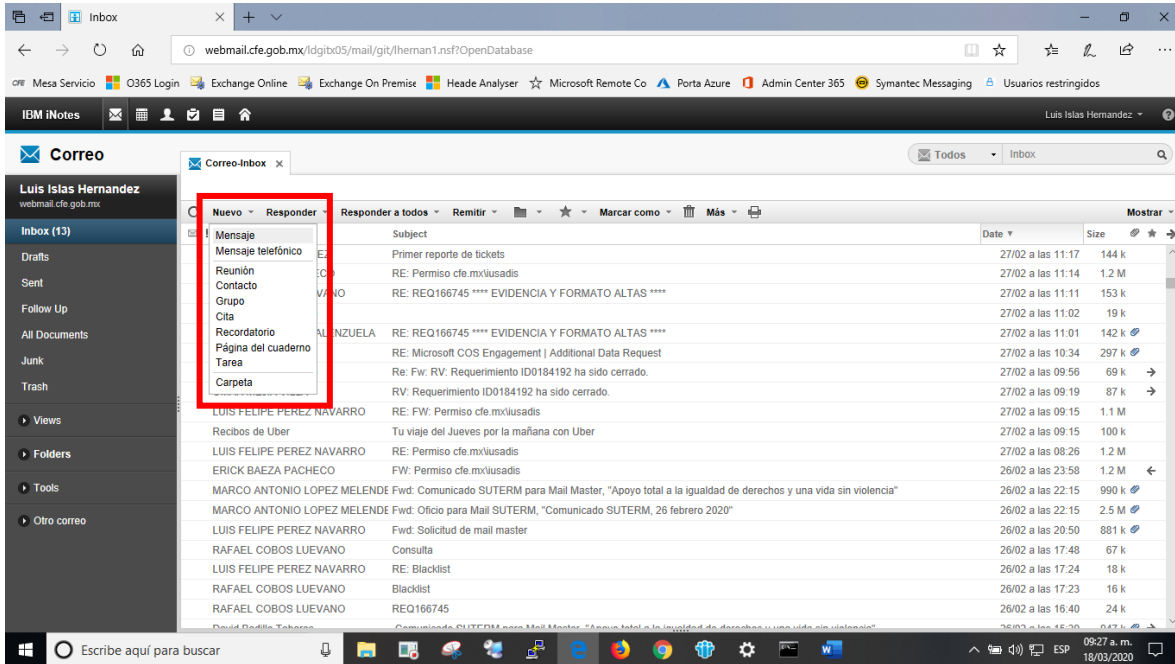 Inbox
webmail.cfe.gob.mx/ldgitx05/mail/git/lhernan1.nsf?OpenDatabase
CFE Mesa Servicio O365 Login Exchange Online Exchange On Premise Heade Analyser Microsoft Remote Co Porta Azure Admin Center 365 Symantec Messaging Usuarios restringidos
IBM iNotes Luis Islas Hernandez
Correo Correo-Inbox Todos Inbox
Luis Islas Hernandez
webmail.cfe.gob.mx
Nuevo Responder Responder a todos Remitir Marcar como Más Mostrar
Inbox (13)
Drafts
Sent
Follow Up
All Documents
Junk
Trash
Views
Folders
Tools
Otro correo
Mensaje
Mensaje telefónico
Reunión
Contacto
Grupo
Cita
Recordatorio
Página del cuaderno
Tarea
Carpeta
Subject Date Size
EZ Primer reporte de tickets 27/02 a las 11:17 144 k
CO RE: Permiso cfe.mx\iusadis 27/02 a las 11:14 1.2 M
VANO RE: REQ166745 **** EVIDENCIA Y FORMATO ALTAS **** 27/02 a las 11:11 153 k
27/02 a las 11:02 19 k
ALENZUELA RE: REQ166745 **** EVIDENCIA Y FORMATO ALTAS **** 27/02 a las 11:01 142 k
RE: Microsoft COS Engagement | Additional Data Request 27/02 a las 10:34 297 k
Re: Fw: RV: Requerimiento ID0184192 ha sido cerrado. 27/02 a las 09:56 69 k
RV: Requerimiento ID0184192 ha sido cerrado. 27/02 a las 09:19 87 k
LUIS FELIPE PEREZ NAVARRO RE: FW: Permiso cfe.mx\iusadis 27/02 a las 09:15 1.1 M
Recibos de Uber Tu viaje del Jueves por la mañana con Uber 27/02 a las 09:15 100 k
LUIS FELIPE PEREZ NAVARRO RE: Permiso cfe.mx\iusadis 27/02 a las 08:26 1.2 M
ERICK BAEZA PACHECO FW: Permiso cfe.mx\iusadis 26/02 a las 23:58 1.2 M
MARCO ANTONIO LOPEZ MELENDE Fwd: Comunicado SUTERM para Mail Master, "Apoyo total a la igualdad de derechos y una vida sin violencia" 26/02 a las 22:15 990 k
MARCO ANTONIO LOPEZ MELENDE Fwd: Oficio para Mail SUTERM, "Comunicado SUTERM, 26 febrero 2020" 26/02 a las 22:15 2.5 M
LUIS FELIPE PEREZ NAVARRO Fwd: Solicitud de mail master 26/02 a las 20:50 881 k
RAFAEL COBOS LUEVANO Consulta 26/02 a las 17:48 67 k
LUIS FELIPE PEREZ NAVARRO RE: Blacklist 26/02 a las 17:24 18 k
RAFAEL COBOS LUEVANO Blacklist 26/02 a las 17:23 16 k
RAFAEL COBOS LUEVANO REQ166745 26/02 a las 16:40 24 k
Escribe aquí para buscar ESP 09:27 a. m.
18/03/2020